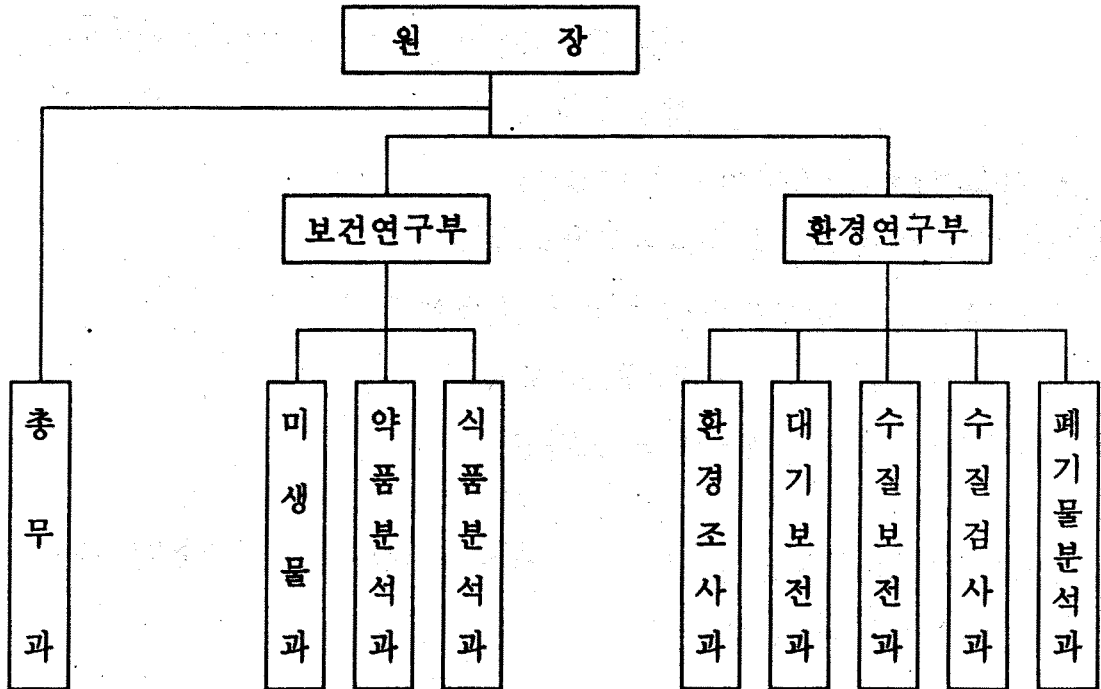 원 장
보건연구부
환경연구부
총무과
미생물과
약품분석과
식품분석과
환경조사과
대기보전과
수질보전과
수질검사과
폐기물분석과